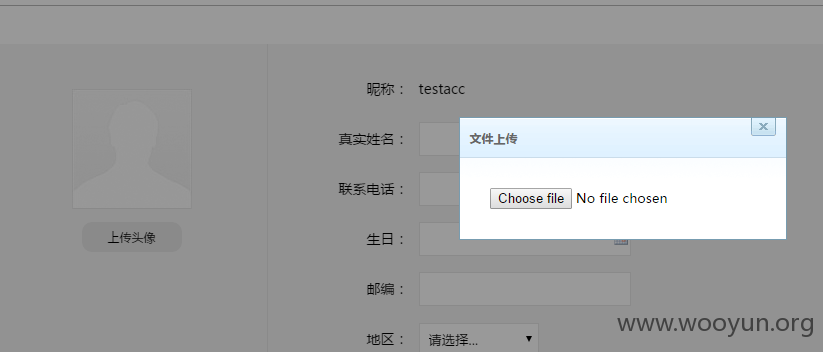 昵称： testacc
真实姓名：
文件上传
联系电话：
Choose file No file chosen
上传头像
生日：
邮编：
地区： 请选择...
www.wooyun.org